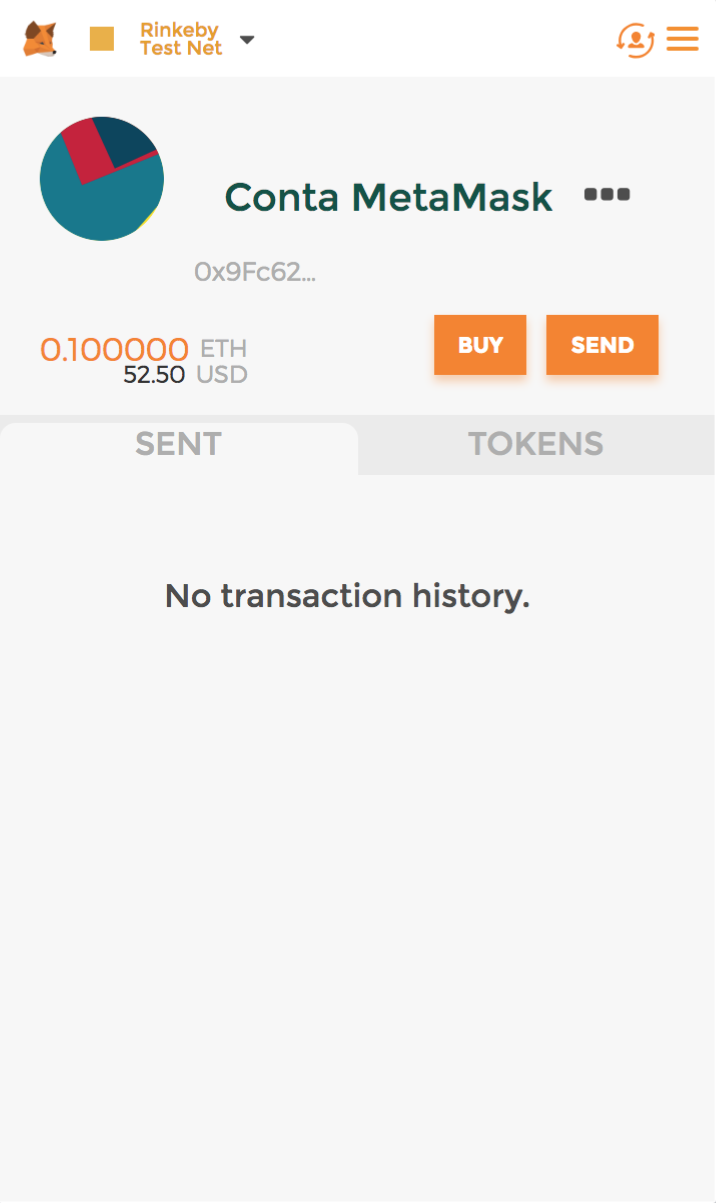 Rinkeby
Test Net
Conta MetaMask
0x9Fc62...
0.100000 ETH
52.50 USD
BUY
SEND
SENT
TOKENS
No transaction history.